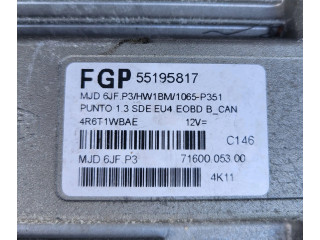 FGP 55195817
MJD 6JF.P3/HW1BM/1065-P351
PUNTO 1.3 SDE EU4 EOBD B_CAN
4R6T1WBAE 12V=
C146
MJD 6JF.P3 71600.053.00
4K11